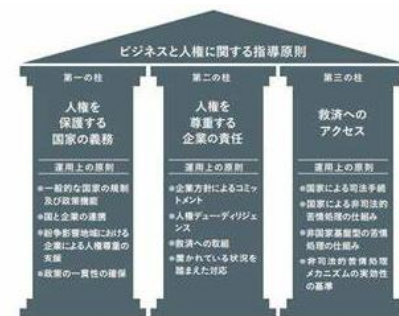 ビジネスと人権に関する指導原則
第一の柱
人権を
保護する
国家の義務
運用上の原則
●一般的な国家の規制
及び政策機能
●国と企業の連携
●紛争影響地域における
企業による人権尊重の
支援
●政策の一貫性の確保
第二の柱
人権を
尊重する
企業の責任
運用上の原則
●企業方針によるコミッ
トメント
●人権デュー・ディリジェ
ンス
●救済への取組
●置かれている状況を
踏まえた対応
第三の柱
救済への
アクセス
運用上の原則
●国家による司法手続
●国家による非司法的
苦情処理の仕組み
●非国家基盤型の苦情
処理の仕組み
●非司法的苦情処理
メカニズムの実効性
の基準